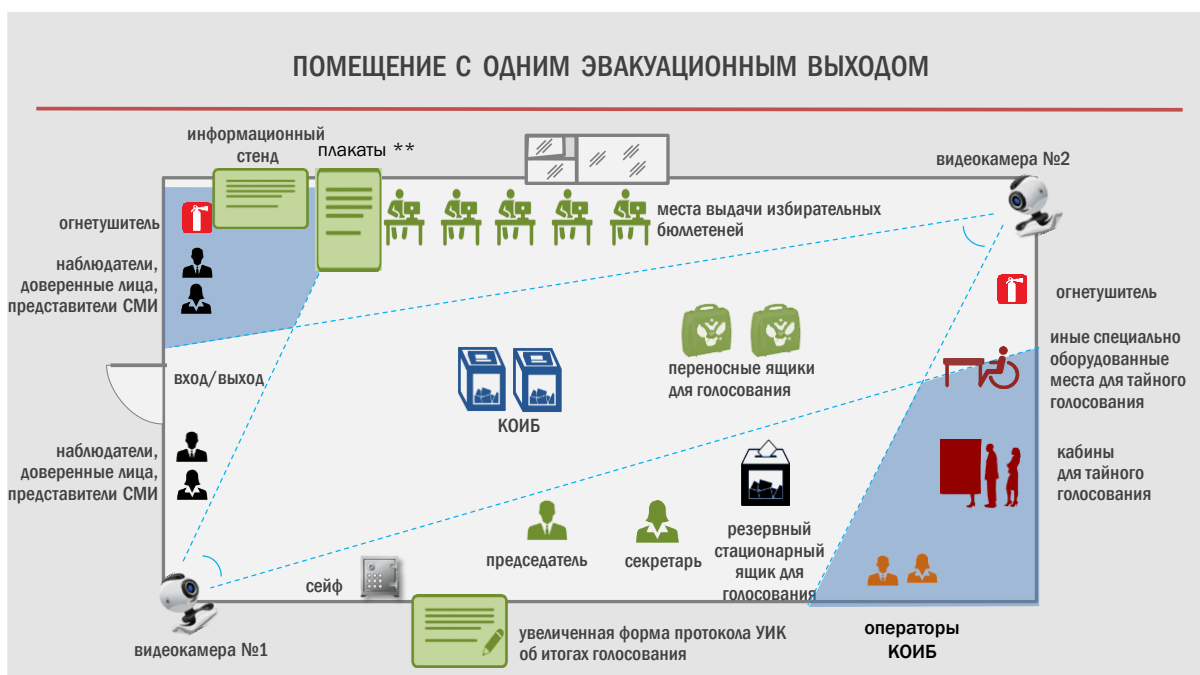 ПОМЕЩЕНИЕ С ОДНИМ ЭВАКУАЦИОННЫМ ВЫХОДОМ
информационный
стенд
плакаты **
видеокамера №2
огнетушитель
места выдачи избирательных
бюллетеней
наблюдатели,
доверенные лица,
представители СМИ
огнетушитель
иные специально
оборудованные
места для тайного
голосования
вход/выход
переносные ящики
для голосования
КОИБ
наблюдатели,
доверенные лица,
представители СМИ
кабины
для тайного
голосования
председатель
секретарь
резервный
стационарный
ящик для
голосования
сейф
операторы
КОИБ
увеличенная форма протокола УИК
об итогах голосования
видеокамера №1